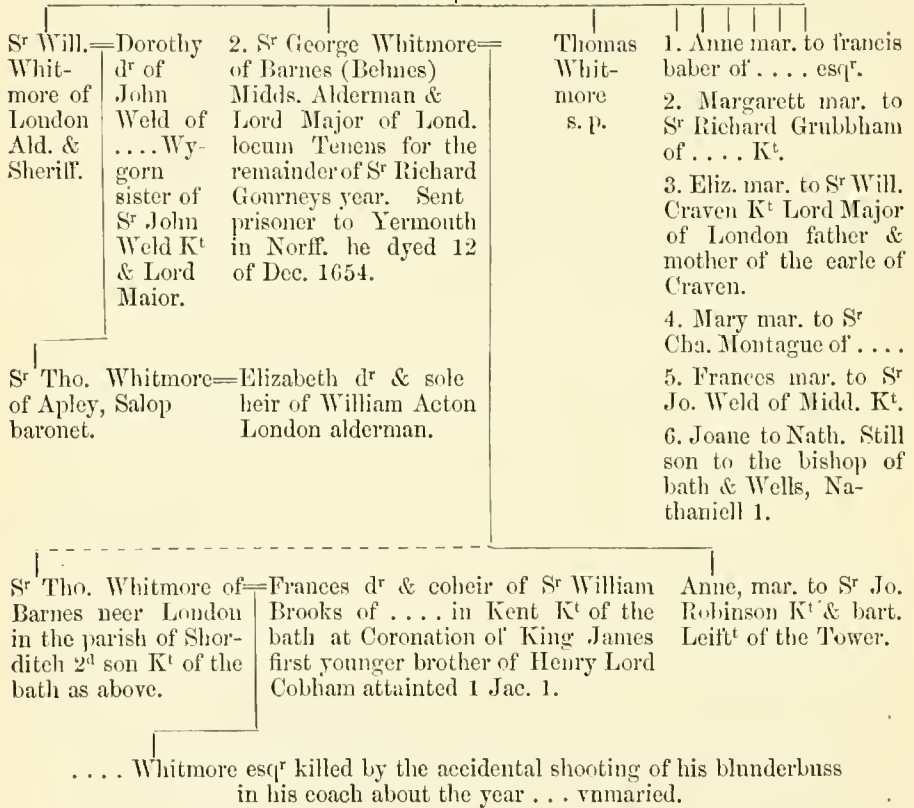 Sʳ Will.=Dorothy
Whit-
more of
London
Ald. &
Sheriff.
dʳ of
John
Weld of
....Wy-
gorn
sister of
Sʳ John
Weld Kᵗ
& Lord
Maior.
2. Sʳ George Whitmore=
of Barnes (Belmes)
Midds. Alderman &
Lord Major of Lond.
locum Tenens for the
remainder of Sʳ Richard
Gourneys year. Sent
prisoner to Yermouth
in Norff. he dyed 12
of Dec. 1654.
Thomas
Whit-
more
s. p.
1. Anne mar. to francis
baber of .... esqʳ.
2. Margarett mar. to
Sʳ Richard Grubbham
of .... Kᵗ.
3. Eliz. mar. to Sʳ Will.
Craven Kᵗ Lord Major
of London father &
mother of the earle of
Craven.
4. Mary mar. to Sʳ
Cha. Montague of ....
5. Frances mar. to Sʳ
Jo. Weld of Midd. Kᵗ.
6. Joane to Nath. Still
son to the bishop of
bath & Wells, Na-
thaniell 1.
Sʳ Tho. Whitmore=Elizabeth dʳ & sole
of Apley, Salop
baronet.
heir of William Acton
London alderman.
Sʳ Tho. Whitmore of=Frances dʳ & coheir of Sʳ William
Barnes neer London
in the parish of Shor-
ditch 2ᵈ son Kᵗ of the
bath as above.
Brooks of .... in Kent Kᵗ of the
bath at Coronation of King James
first younger brother of Henry Lord
Cobham attainted 1 Jac. 1.
Anne, mar. to Sʳ Jo.
Robinson Kᵗ & bart.
Leifᵗ of the Tower.
.... Whitmore esqʳ killed by the accidental shooting of his blunderbuss
in his coach about the year ... vnmaried.